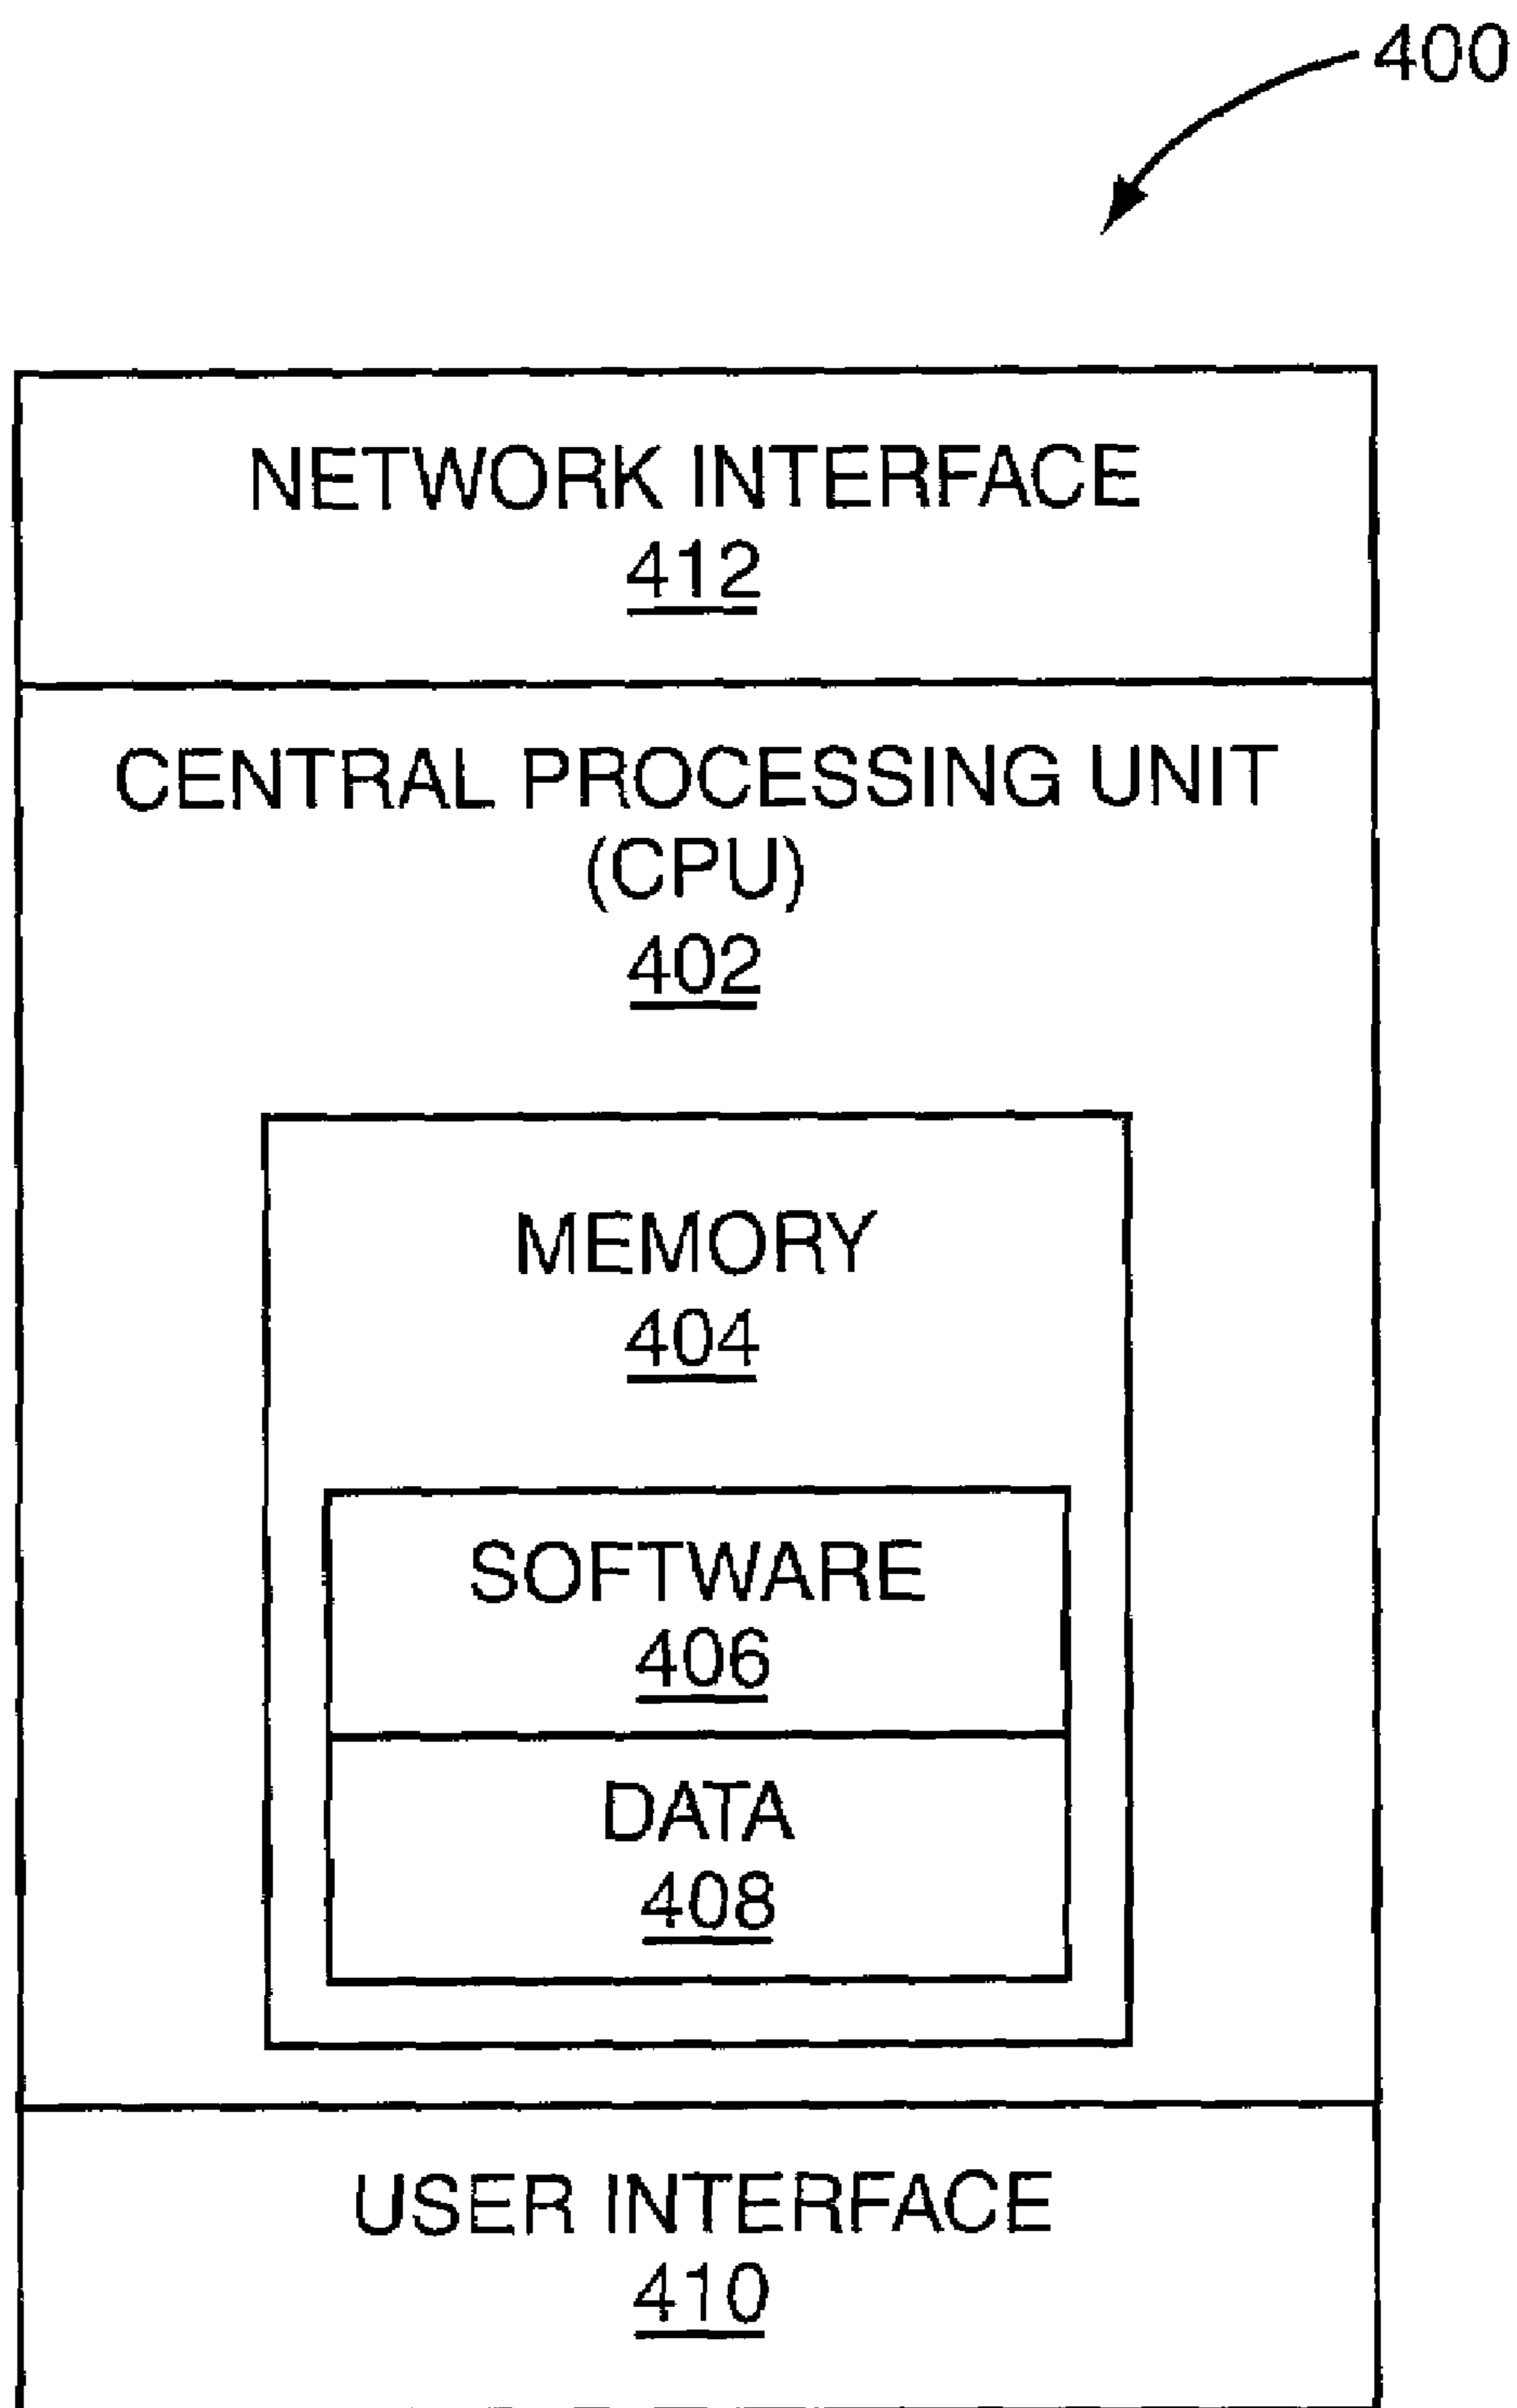 400
NETWORK INTERFACE
412
CENTRAL PROCESSING UNIT
(CPU)
402
MEMORY
404
SOFTWARE
406
DATA
408
USER INTERFACE
410